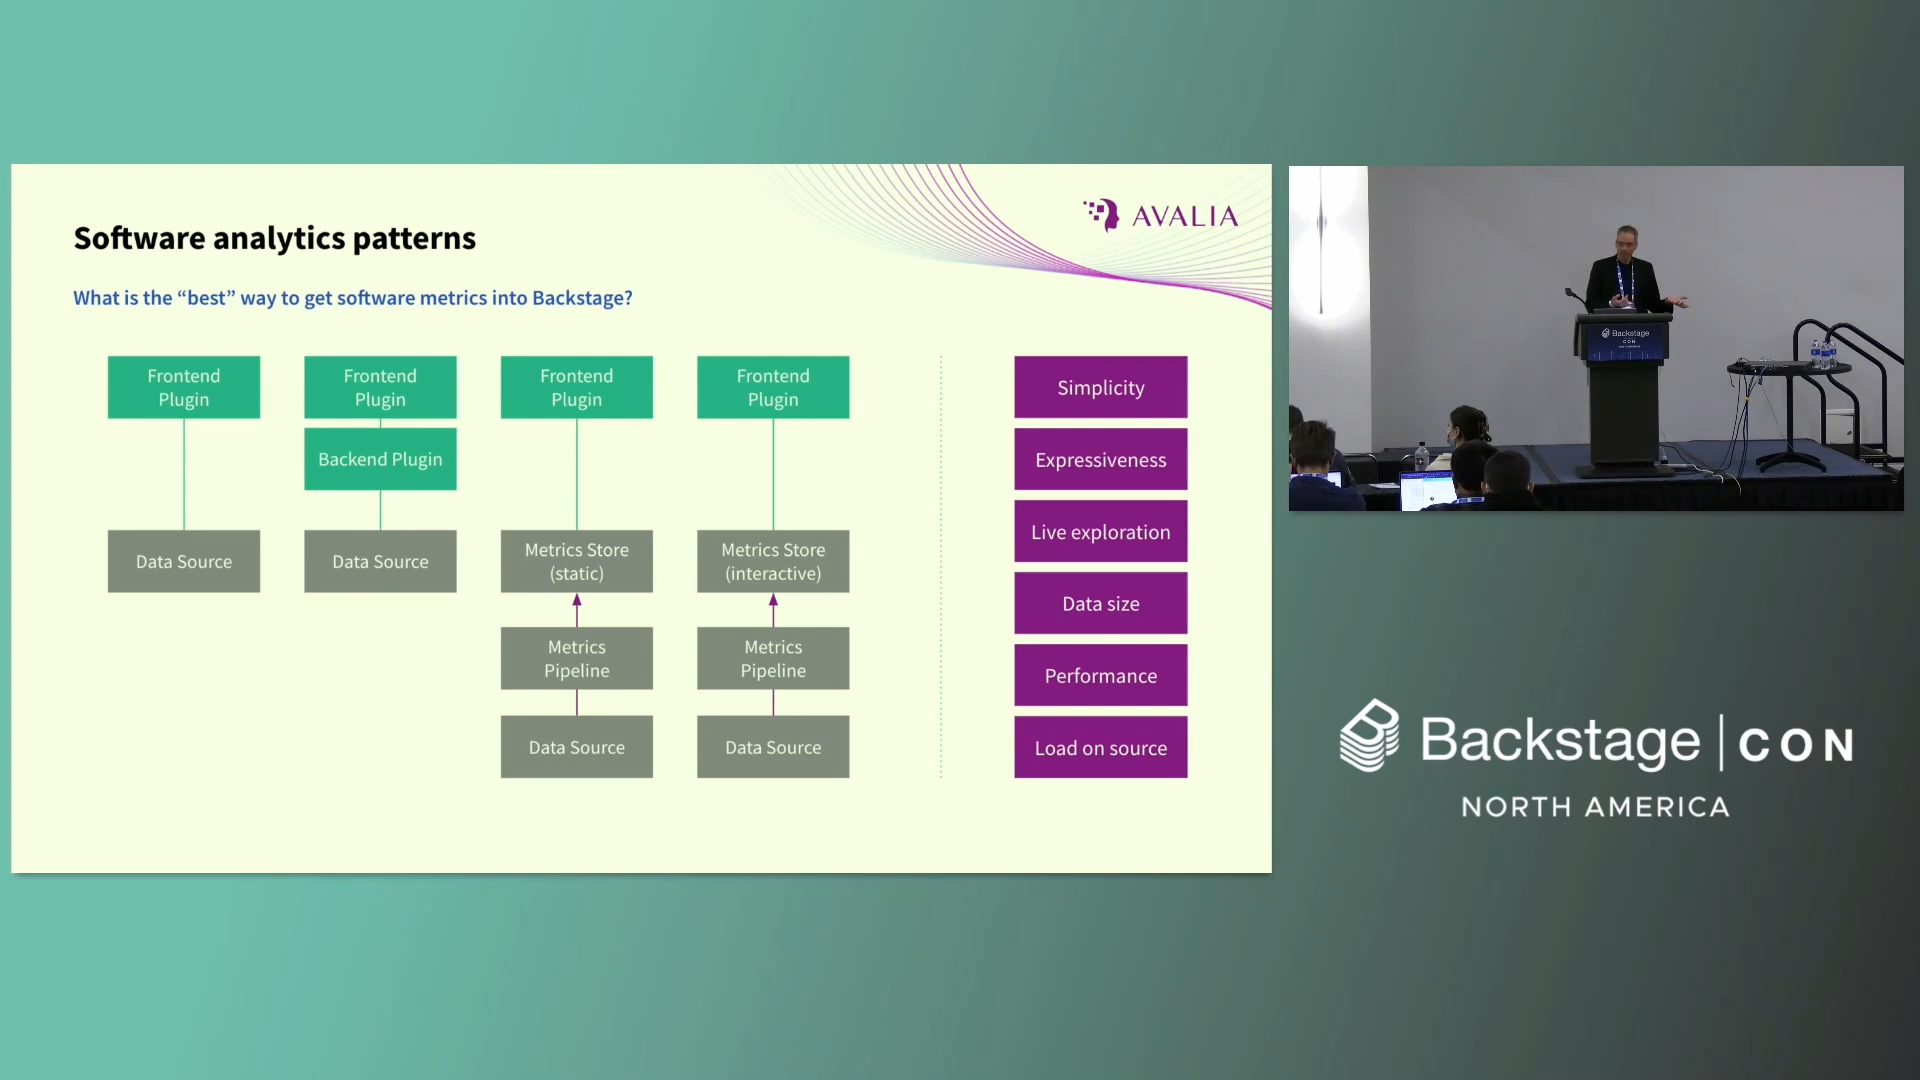 AVALIA
Software analytics patterns
What is the “best” way to get software metrics into Backstage?
Frontend
Plugin
Data Source
Frontend
Plugin
Backend Plugin
Data Source
Frontend
Plugin
Metrics Store
(static)
Metrics
Pipeline
Data Source
Frontend
Plugin
Metrics Store
(interactive)
Metrics
Pipeline
Data Source
Simplicity
Expressiveness
Live exploration
Data size
Performance
Load on source
Backstage
CON
Backstage | CON
NORTH AMERICA